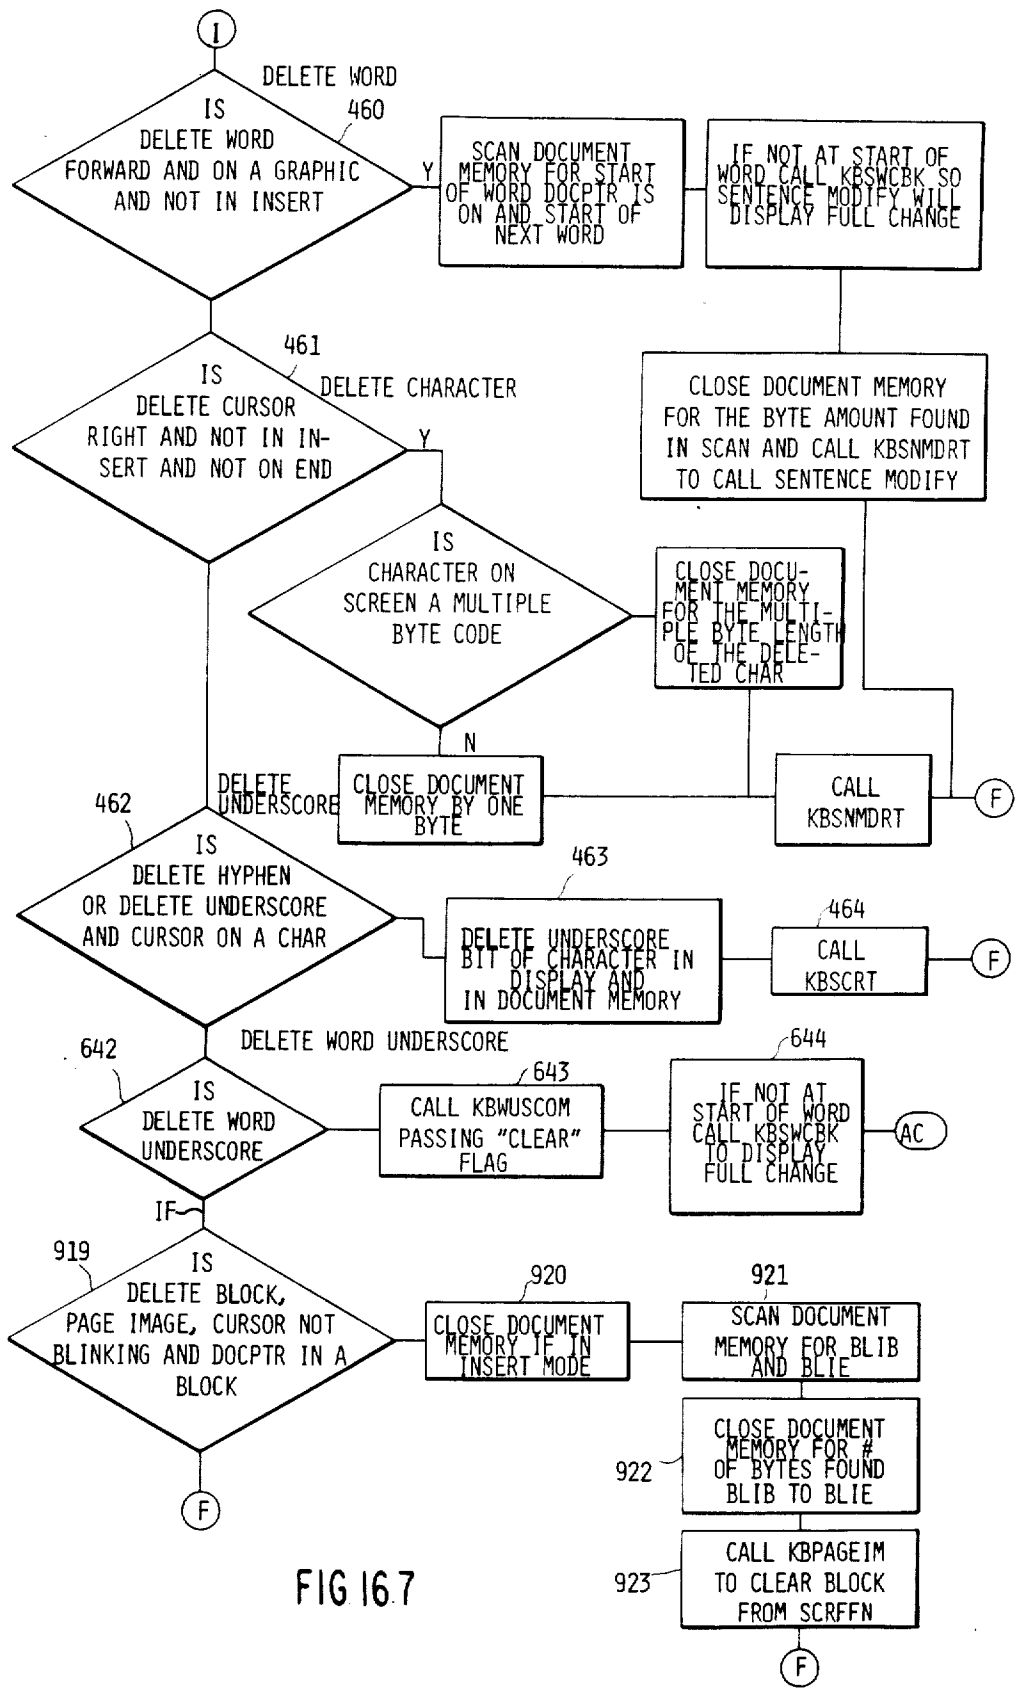 I
DELETE WORD
460
IS
DELETE WORD
FORWARD AND ON A GRAPHIC
AND NOT IN INSERT
Y
SCAN DOCUMENT
MEMORY FOR START
OF WORD DOCPTR IS
ON AND START OF
NEXT WORD
IF NOT AT START OF
WORD CALL KBSWCBK SO
SENTENCE MODIFY WILL
DISPLAY FULL CHANGE
CLOSE DOCUMENT MEMORY
FOR THE BYTE AMOUNT FOUND
IN SCAN AND CALL KBSNMDRT
TO CALL SENTENCE MODIFY
461
DELETE CHARACTER
IS
DELETE CURSOR
RIGHT AND NOT IN IN-
SERT AND NOT ON END
Y
IS
CHARACTER ON
SCREEN A MULTIPLE
BYTE CODE
CLOSE DOCU-
MENT MEMORY
FOR THE MULTI-
PLE BYTE LENGTH
OF THE DELE-
TED CHAR
N
CLOSE DOCUMENT
MEMORY BY ONE
BYTE
CALL
KBSNMDRT
F
DELETE
UNDERSCORE
462
IS
DELETE HYPHEN
OR DELETE UNDERSCORE
AND CURSOR ON A CHAR
463
DELETE UNDERSCORE
BIT OF CHARACTER IN
DISPLAY AND
IN DOCUMENT MEMORY
464
CALL
KBSCRT
F
DELETE WORD UNDERSCORE
642
IS
DELETE WORD
UNDERSCORE
643
CALL KBWUSCOM
PASSING "CLEAR"
FLAG
644
IF NOT AT
START OF WORD
CALL KBSWCBK
TO DISPLAY
FULL CHANGE
AC
IF
919
IS
DELETE BLOCK,
PAGE IMAGE, CURSOR NOT
BLINKING AND DOCPTR IN A
BLOCK
F
920
CLOSE DOCUMENT
MEMORY IF IN
INSERT MODE
921
SCAN DOCUMENT
MEMORY FOR BLIB
AND BLIE
922
CLOSE DOCUMENT
MEMORY FOR #
OF BYTES FOUND
BLIB TO BLIE
923
CALL KBPAGEIM
TO CLEAR BLOCK
FROM SCRFFN
F
FIG 16.7